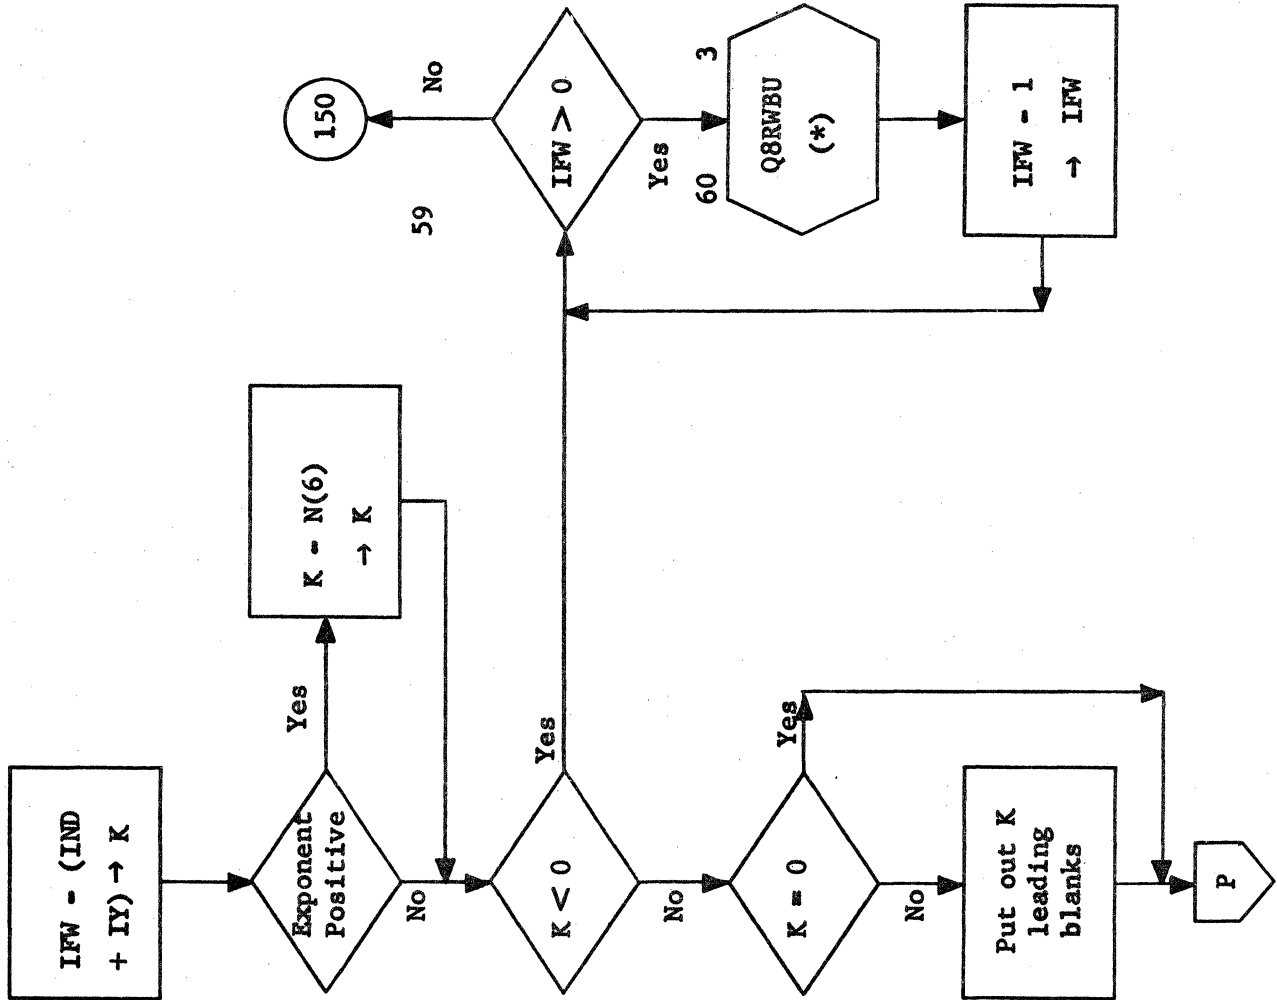 IFW - (IND
+ IY) → K
Exponent
Positive
Yes
No
K - N(6)
→ K
K < 0
Yes
No
K = 0
Yes
No
Put out K
leading
blanks
P
150
No
59
IFW > 0
Yes
60
3
Q8RWBU
(*)
IFW - 1
→ IFW